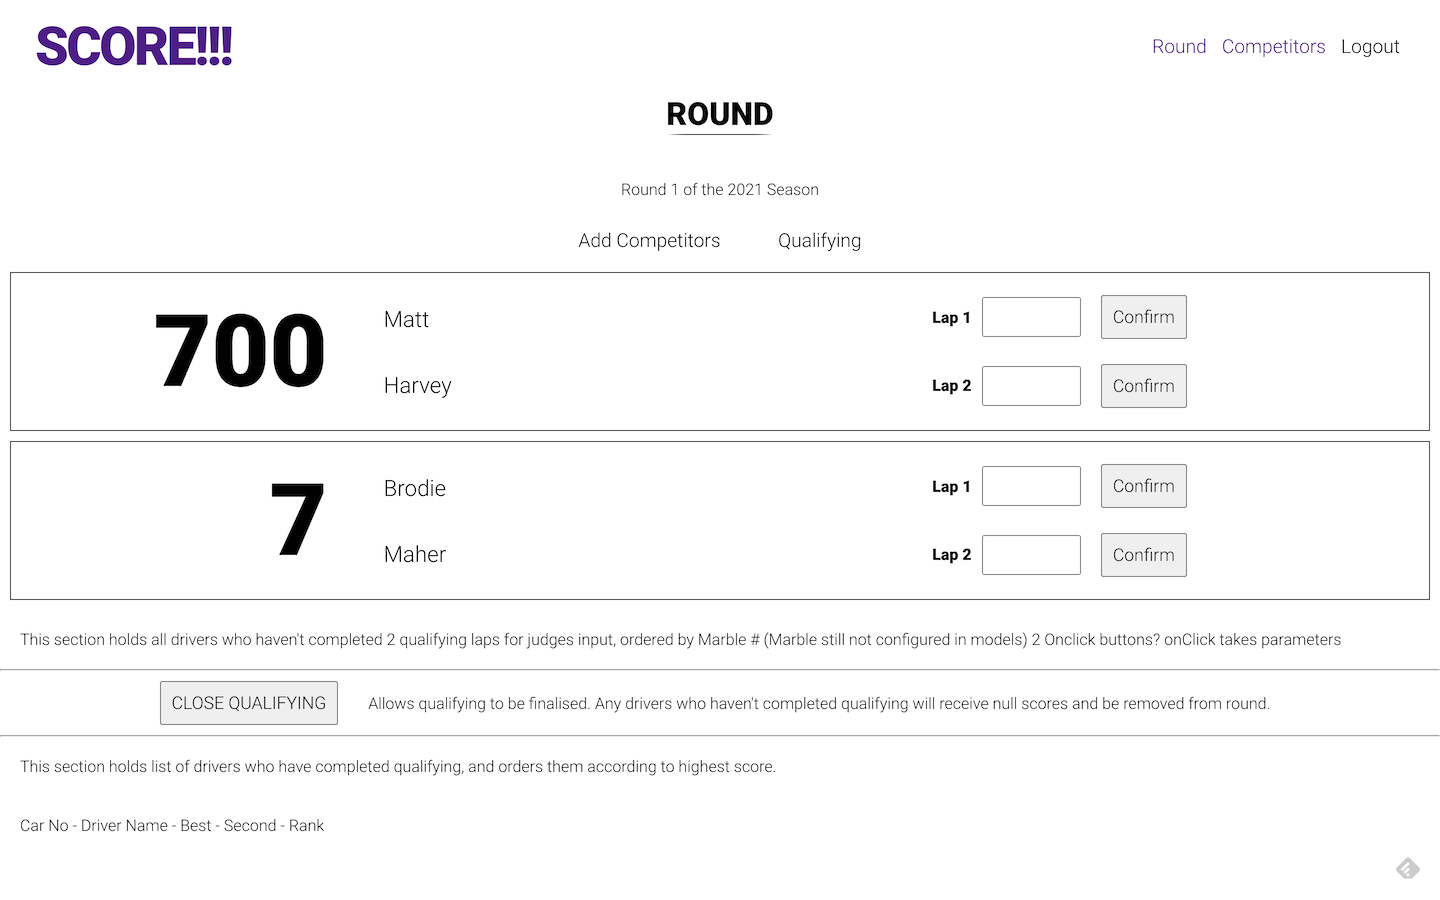 SCORE!!!
Round Competitors Logout
ROUND
Round 1 of the 2021 Season
Add Competitors Qualifying
700
Matt
Harvey
Lap 1 Confirm
Lap 2 Confirm
7
Brodie
Maher
Lap 1 Confirm
Lap 2 Confirm
This section holds all drivers who haven't completed 2 qualifying laps for judges input, ordered by Marble # (Marble still not configured in models) 2 Onclick buttons? onClick takes parameters
CLOSE QUALIFYING Allows qualifying to be finalised. Any drivers who haven't completed qualifying will receive null scores and be removed from round.
This section holds list of drivers who have completed qualifying, and orders them according to highest score.
Car No - Driver Name - Best - Second - Rank